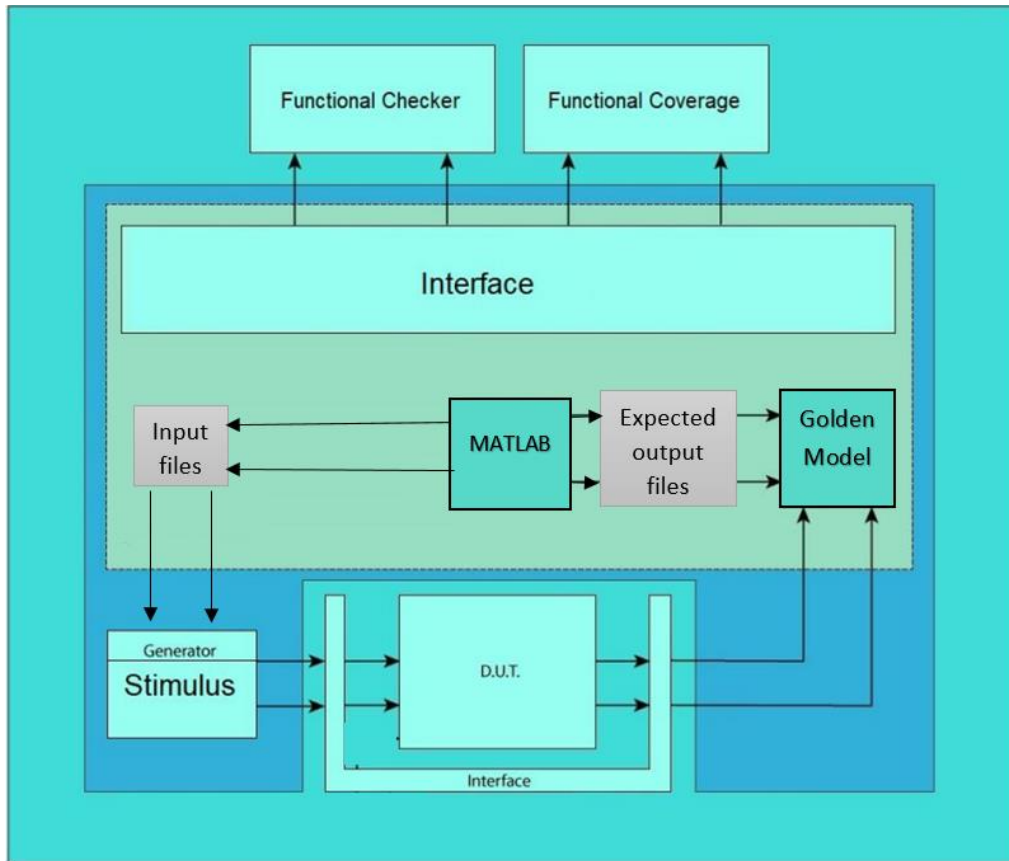 Functional Checker
Functional Coverage
Interface
Input
files
MATLAB
Expected
output
files
Golden
Model
Generator
Stimulus
D.U.T.
Interface